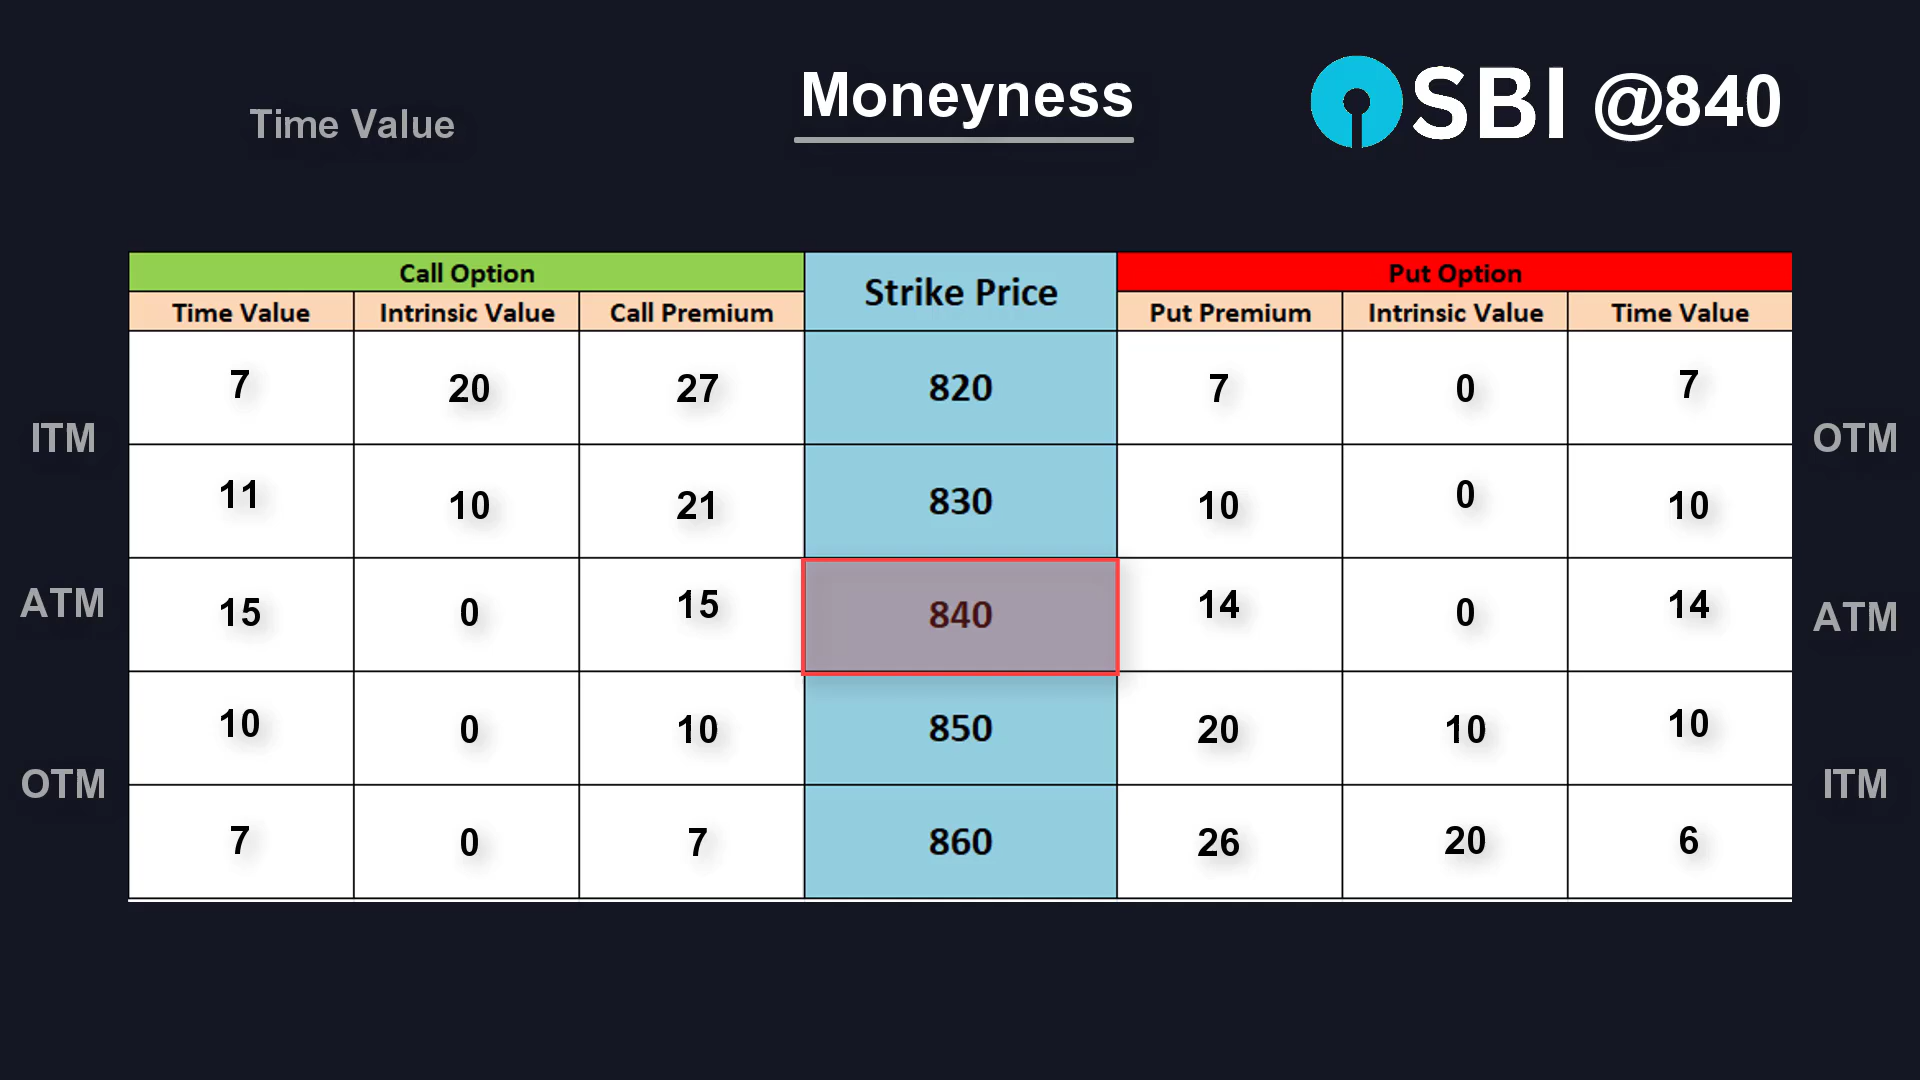 Moneyness
SBI @840
Time Value
Call Option Strike Price Put Option
Time Value Intrinsic Value Call Premium Put Premium Intrinsic Value Time Value
7 20 27 820 7 0 7
ITM OTM
11 10 21 830 10 0 10
ATM 15 0 15 840 14 0 14 ATM
10 0 10 850 20 10 10
OTM ITM
7 0 7 860 26 20 6